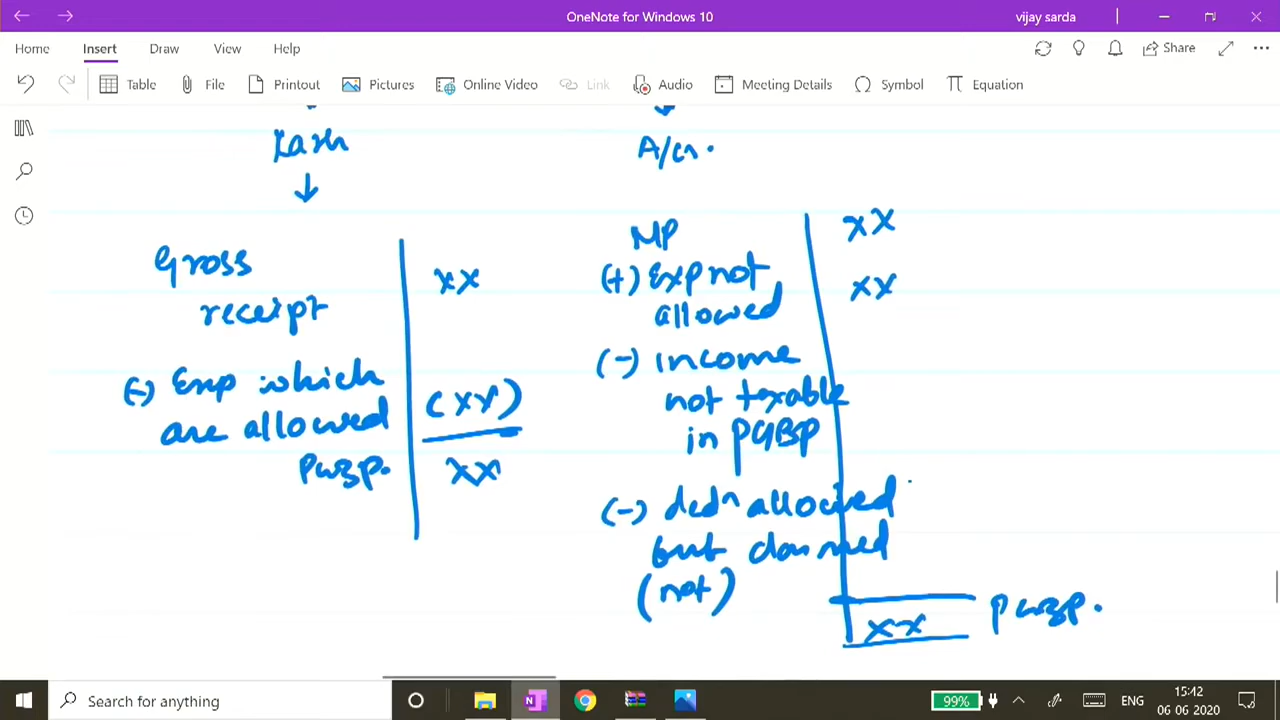 OneNote for Windows 10
vijay sarda
Home Insert Draw View Help
Share
Table File Printout Pictures Online Video Link Audio Meeting Details Symbol Equation
Cash
A/cn.
Gross
receipt
xx
(-) Exp which
are allowed
PGBP.
(xx)
xx
NP
xx
(+) Exp not
allowed
xx
(-) income
not taxable
in PGBP
(-) dedn allowed
but claimed
(not)
xx
PGBP.
Search for anything
99%
ENG
15:42
06-06-2020